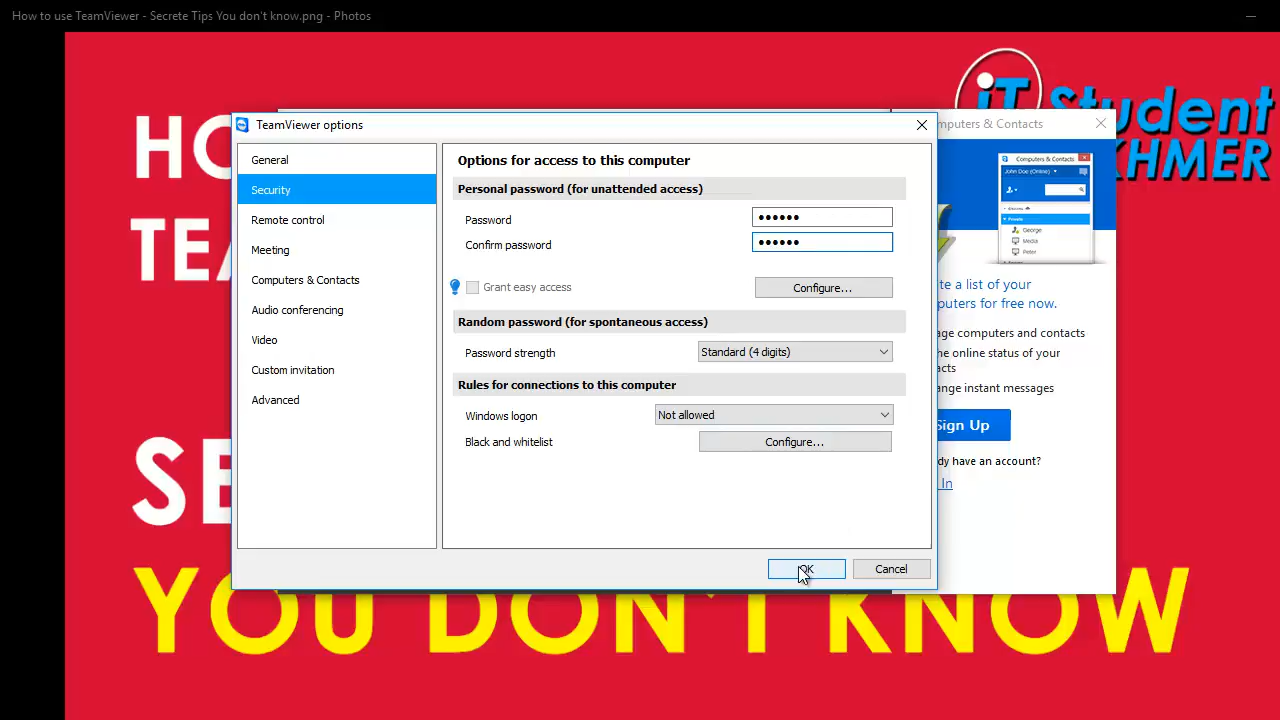 How to use TeamViewer - Secrete Tips You don't know.png - Photos
iT Student
KHMER
HO
TEA
SE
YOU DON'T KNOW
TeamViewer options
General
Security
Remote control
Meeting
Computers & Contacts
Audio conferencing
Video
Custom invitation
Advanced
Options for access to this computer
Personal password (for unattended access)
Password
••••••
Confirm password
••••••
Grant easy access
Configure...
Random password (for spontaneous access)
Password strength
Standard (4 digits)
Rules for connections to this computer
Windows logon
Not allowed
Black and whitelist
Configure...
OK
Cancel
mputers & Contacts
Computers & Contacts
John Doe (Online)
George
Media
Peter
te a list of your
puters for free now.
age computers and contacts
he online status of your
acts
ange instant messages
Sign Up
dy have an account?
In